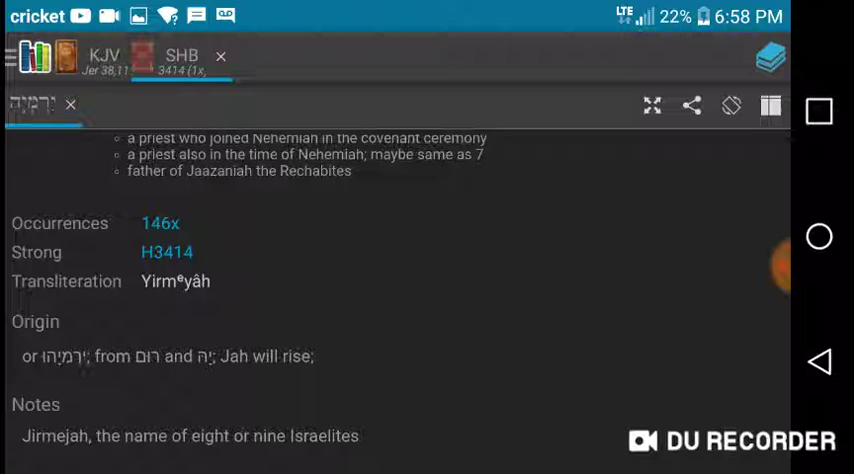 cricket LTE 22% 6:58 PM
KJV
Jer 38,11
SHB
3414 (1x,
יִרְמְיָה
a priest who joined Nehemiah in the covenant ceremony
a priest also in the time of Nehemiah; maybe same as 7
father of Jaazaniah the Rechabites
Occurrences 146x
Strong H3414
Transliteration Yirmᵉyâh
Origin
or יִרְמְיָהוּ; from רוּם and יָהּ; Jah will rise;
Notes
Jirmejah, the name of eight or nine Israelites
DU RECORDER